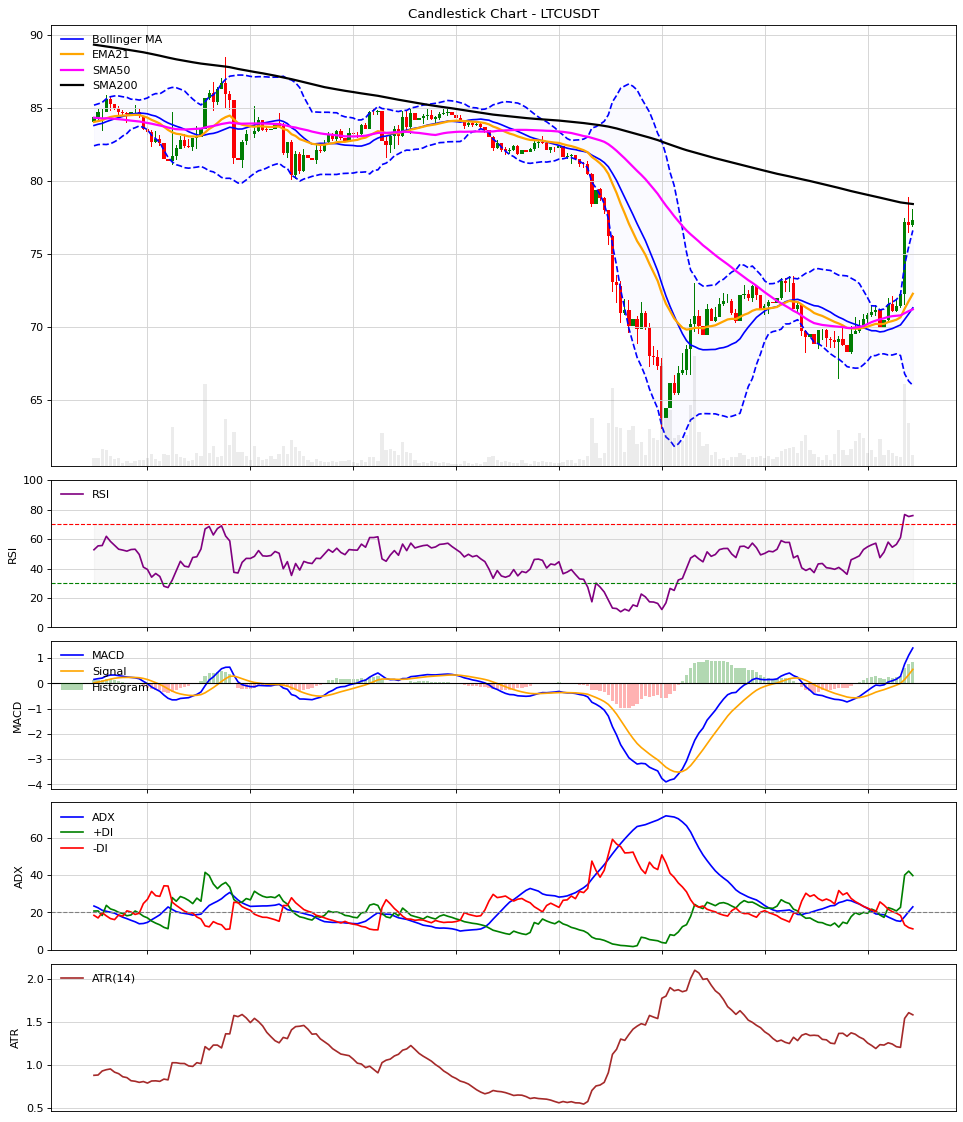 Candlestick Chart - LTCUSDT
90
85
80
75
70
65
Bollinger MA
EMA21
SMA50
SMA200
100
80
60
40
20
0
RSI
RSI
1
0
−1
−2
−3
−4
MACD
MACD
Signal
Histogram
60
40
20
0
ADX
ADX
+DI
-DI
2.0
1.5
1.0
0.5
ATR
ATR(14)